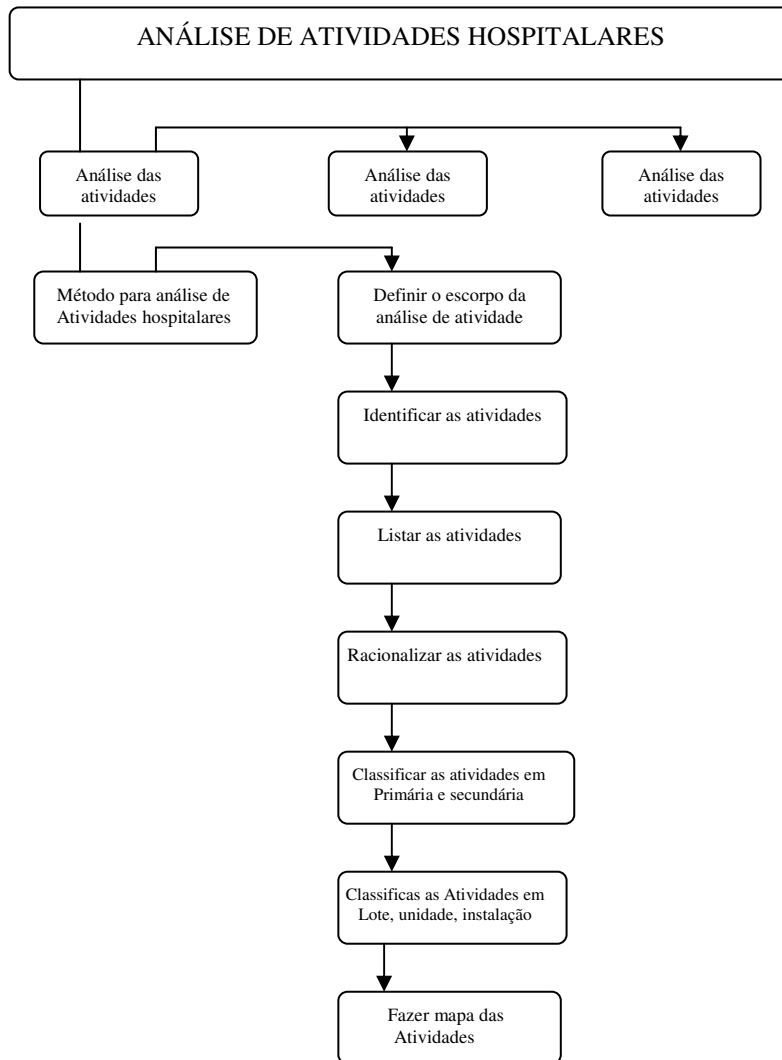 ANÁLISE DE ATIVIDADES HOSPITALARES
Análise das
atividades
Análise das
atividades
Análise das
atividades
Método para análise de
Atividades hospitalares
Definir o escorpo da
análise de atividade
Identificar as atividades
Listar as atividades
Racionalizar as atividades
Classificar as atividades em
Primária e secundária
Classificas as Atividades em
Lote, unidade, instalação
Fazer mapa das
Atividades